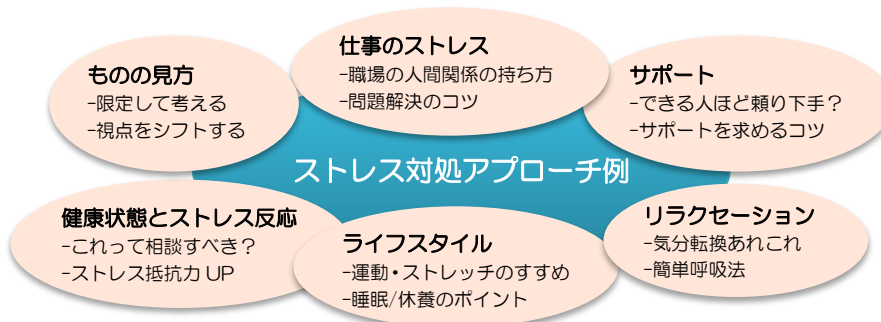 仕事のストレス
-職場の人間関係の持ち方
-問題解決のコツ
ものの見方
-限定して考える
-視点をシフトする
サポート
-できる人ほど頼り下手？
-サポートを求めるコツ
ストレス対処アプローチ例
健康状態とストレス反応
-これって相談すべき？
-ストレス抵抗力 UP
ライフスタイル
-運動・ストレッチのすすめ
-睡眠/休養のポイント
リラクセーション
-気分転換あれこれ
-簡単呼吸法